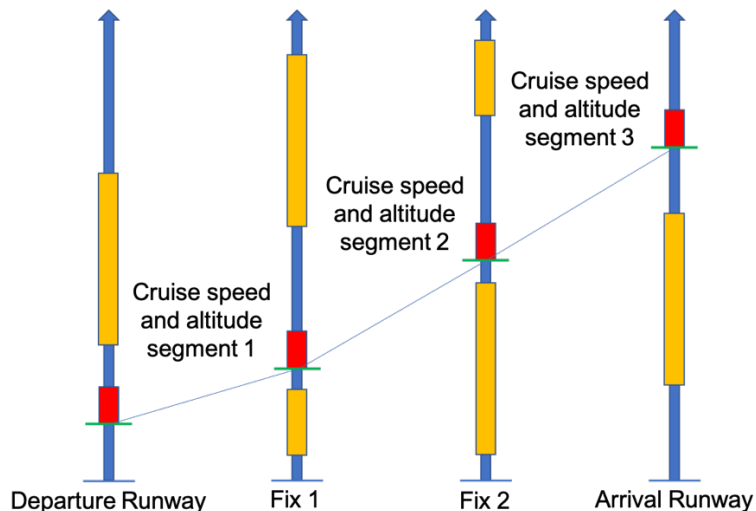 Cruise speed
and altitude
segment 3
Cruise speed
and altitude
segment 2
Cruise speed
and altitude
segment 1
Departure Runway
Fix 1
Fix 2
Arrival Runway